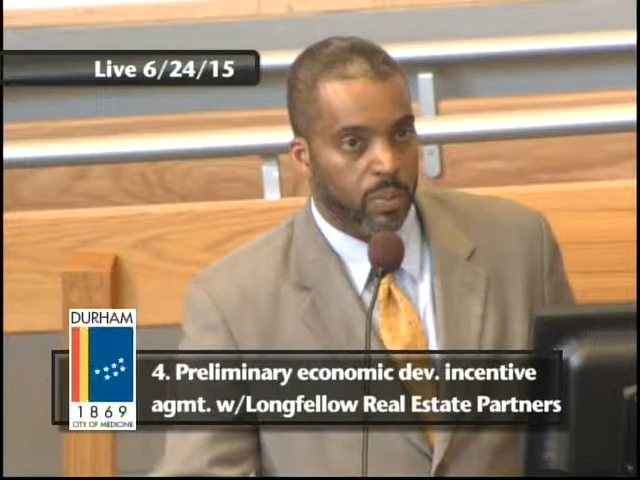 Live 6/24/15
DURHAM
1869
CITY OF MEDICINE
4. Preliminary economic dev. incentive
agmt. w/Longfellow Real Estate Partners